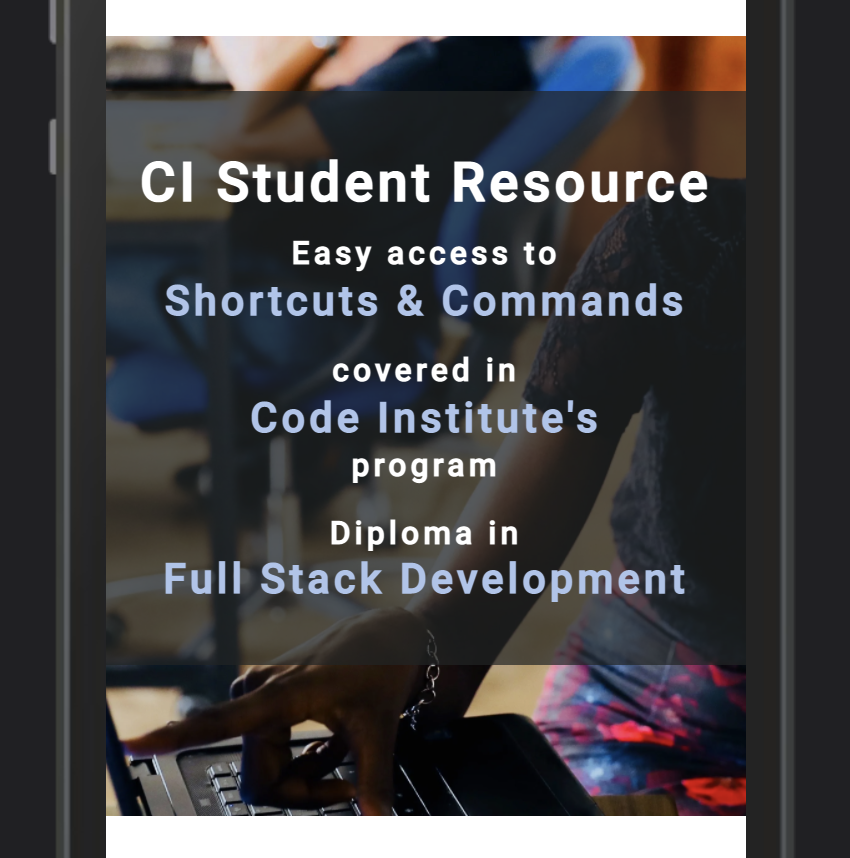 CI Student Resource
Easy access to
Shortcuts & Commands
covered in
Code Institute's
program
Diploma in
Full Stack Development